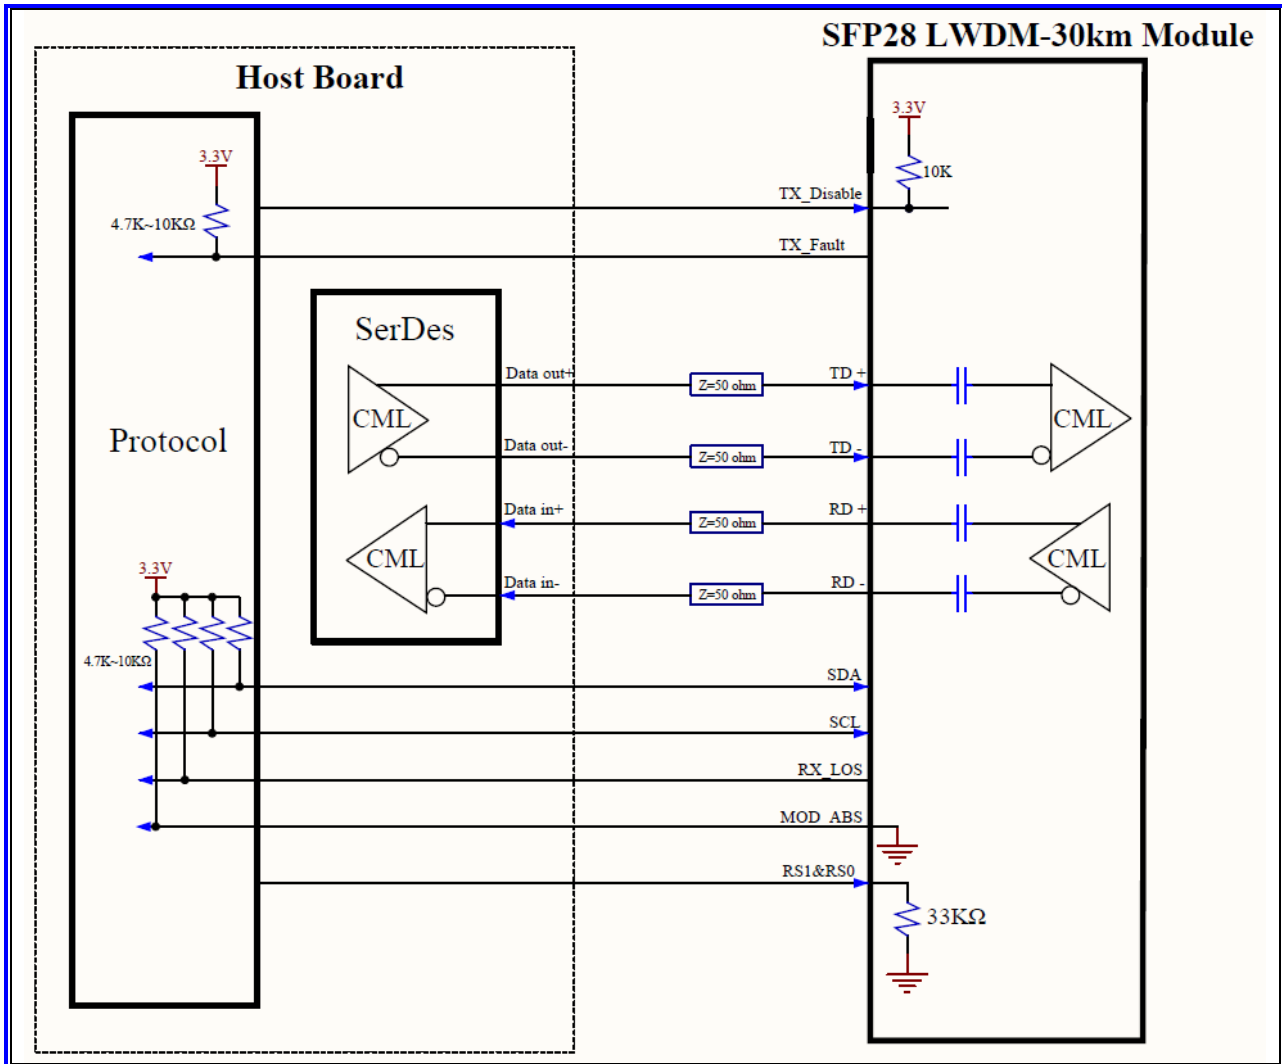 SFP28 LWDM-30km Module
Host Board
3.3V
10K
3.3V
4.7K~10KΩ
TX_Disable
TX_Fault
SerDes
CML
Data out+
Z=50 ohm
TD +
CML
Protocol
Data out-
Z=50 ohm
TD -
Data in+
Z=50 ohm
RD +
CML
CML
Data in-
Z=50 ohm
RD -
3.3V
4.7K~10KΩ
SDA
SCL
RX_LOS
MOD_ABS
RS1&RS0
33KΩ